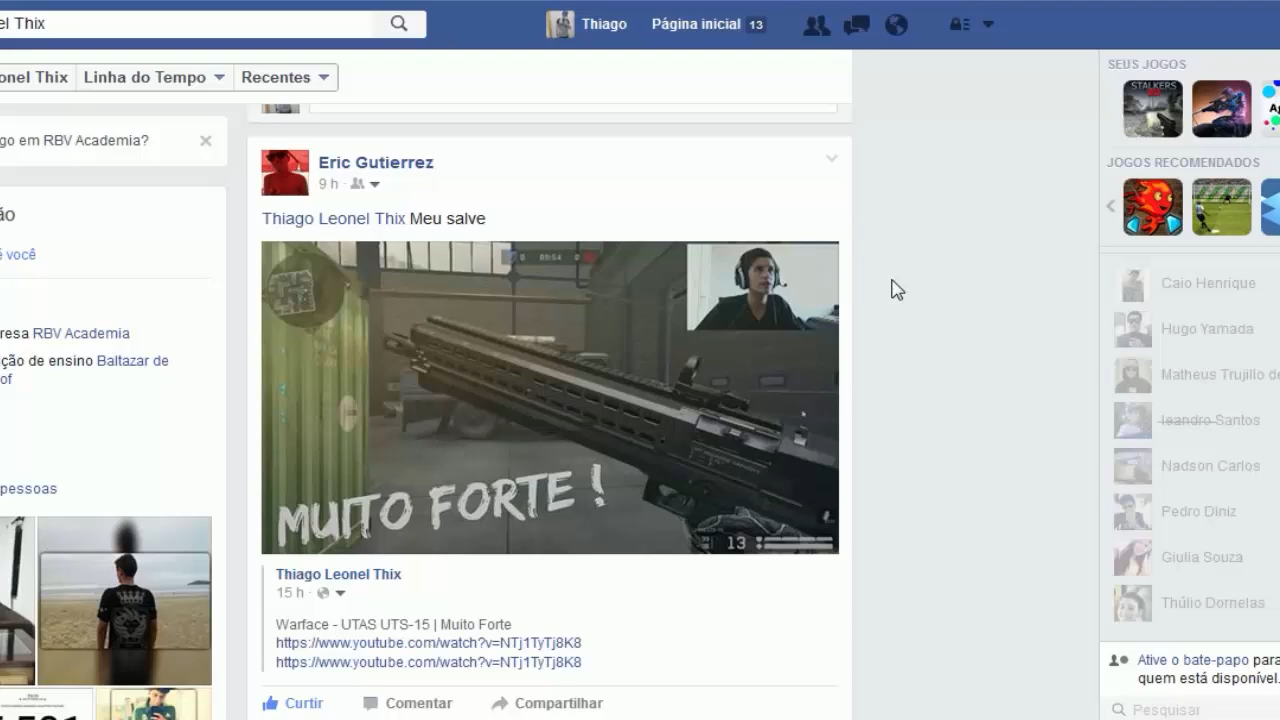 el Thix
Thiago
Página inicial 13
onel Thix
Linha do Tempo
Recentes
SEUS JOGOS
STALKERS
JOGOS RECOMENDADOS
go em RBV Academia?
ão
é você
resa RBV Academia
ção de ensino Baltazar de
of
pessoas
Eric Gutierrez
9 h
Thiago Leonel Thix Meu salve
MUITO FORTE !
13
Thiago Leonel Thix
15 h
Warface - UTAS UTS-15 | Muito Forte
https://www.youtube.com/watch?v=NTj1TyTj8K8
https://www.youtube.com/watch?v=NTj1TyTj8K8
Curtir
Comentar
Compartilhar
Caio Henrique
Hugo Yamada
Matheus Trujillo de
leandro Santos
Nadson Carlos
Pedro Diniz
Giulia Souza
Thúlio Dornelas
Ative o bate-papo para
quem está disponível.
Pesquisar